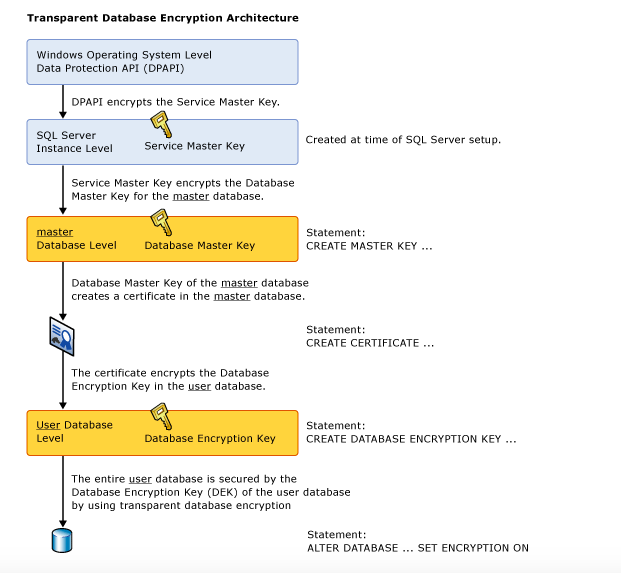 Transparent Database Encryption Architecture
Windows Operating System Level
Data Protection API (DPAPI)
DPAPI encrypts the Service Master Key.
SQL Server
Instance Level
Service Master Key
Created at time of SQL Server setup.
Service Master Key encrypts the Database
Master Key for the master database.
master
Database Level
Database Master Key
Statement:
CREATE MASTER KEY ...
Database Master Key of the master database
creates a certificate in the master database.
Statement:
CREATE CERTIFICATE ...
The certificate encrypts the Database
Encryption Key in the user database.
User Database
Level
Database Encryption Key
Statement:
CREATE DATABASE ENCRYPTION KEY ...
The entire user database is secured by the
Database Encryption Key (DEK) of the user database
by using transparent database encryption
Statement:
ALTER DATABASE ... SET ENCRYPTION ON